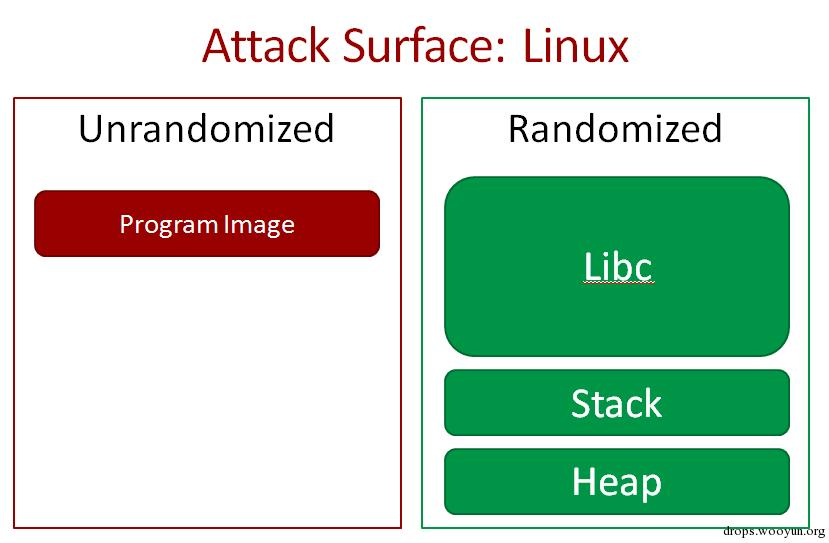 Attack Surface: Linux
Unrandomized
Program Image
Randomized
Libc
Stack
Heap
drops.wooyun.org